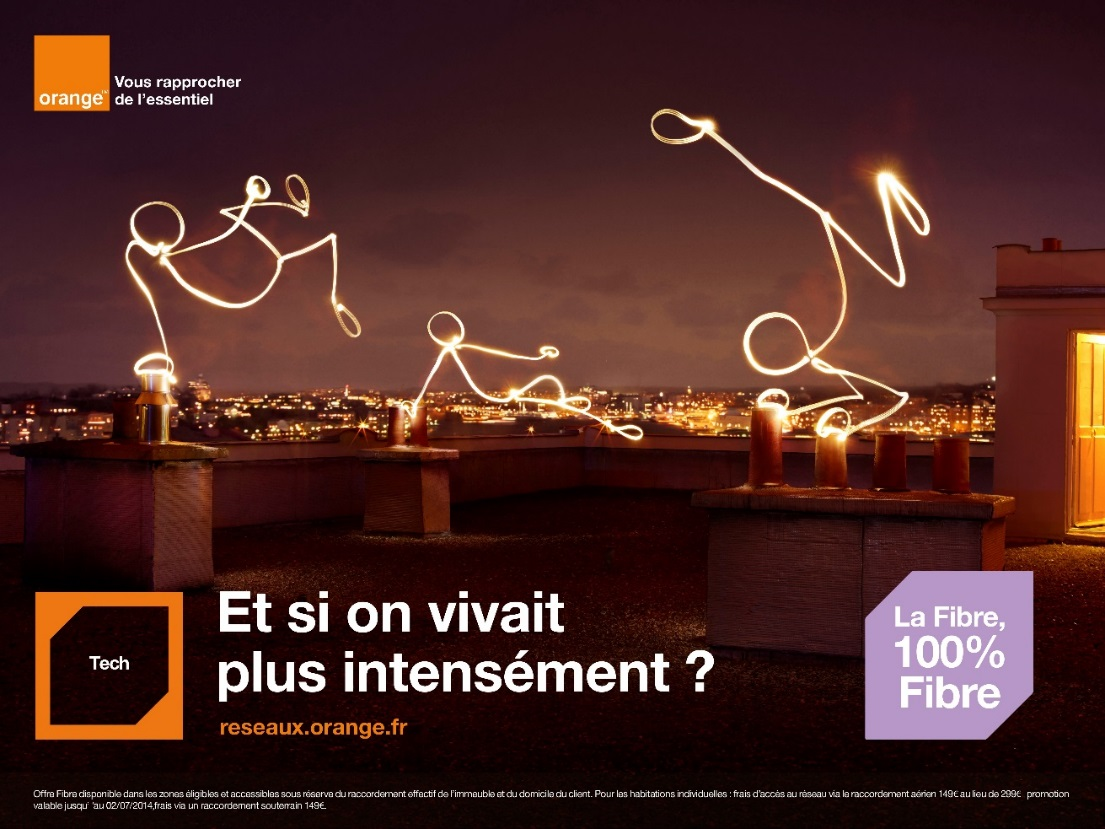 orange™
Vous rapprocher
de l'essentiel
Et si on vivait
plus intensément ?
Tech
reseaux.orange.fr
La Fibre,
100%
Fibre
Offre Fibre disponible dans les zones éligibles et accessibles sous réserve du raccordement effectif de l'immeuble et du domicile du client. Pour les habitations individuelles : frais d'accès au réseau via le raccordement aérien 149€ au lieu de 299€ promotion
valable jusqu' 'au 02/07/2014,frais via un raccordement souterrain 149€.